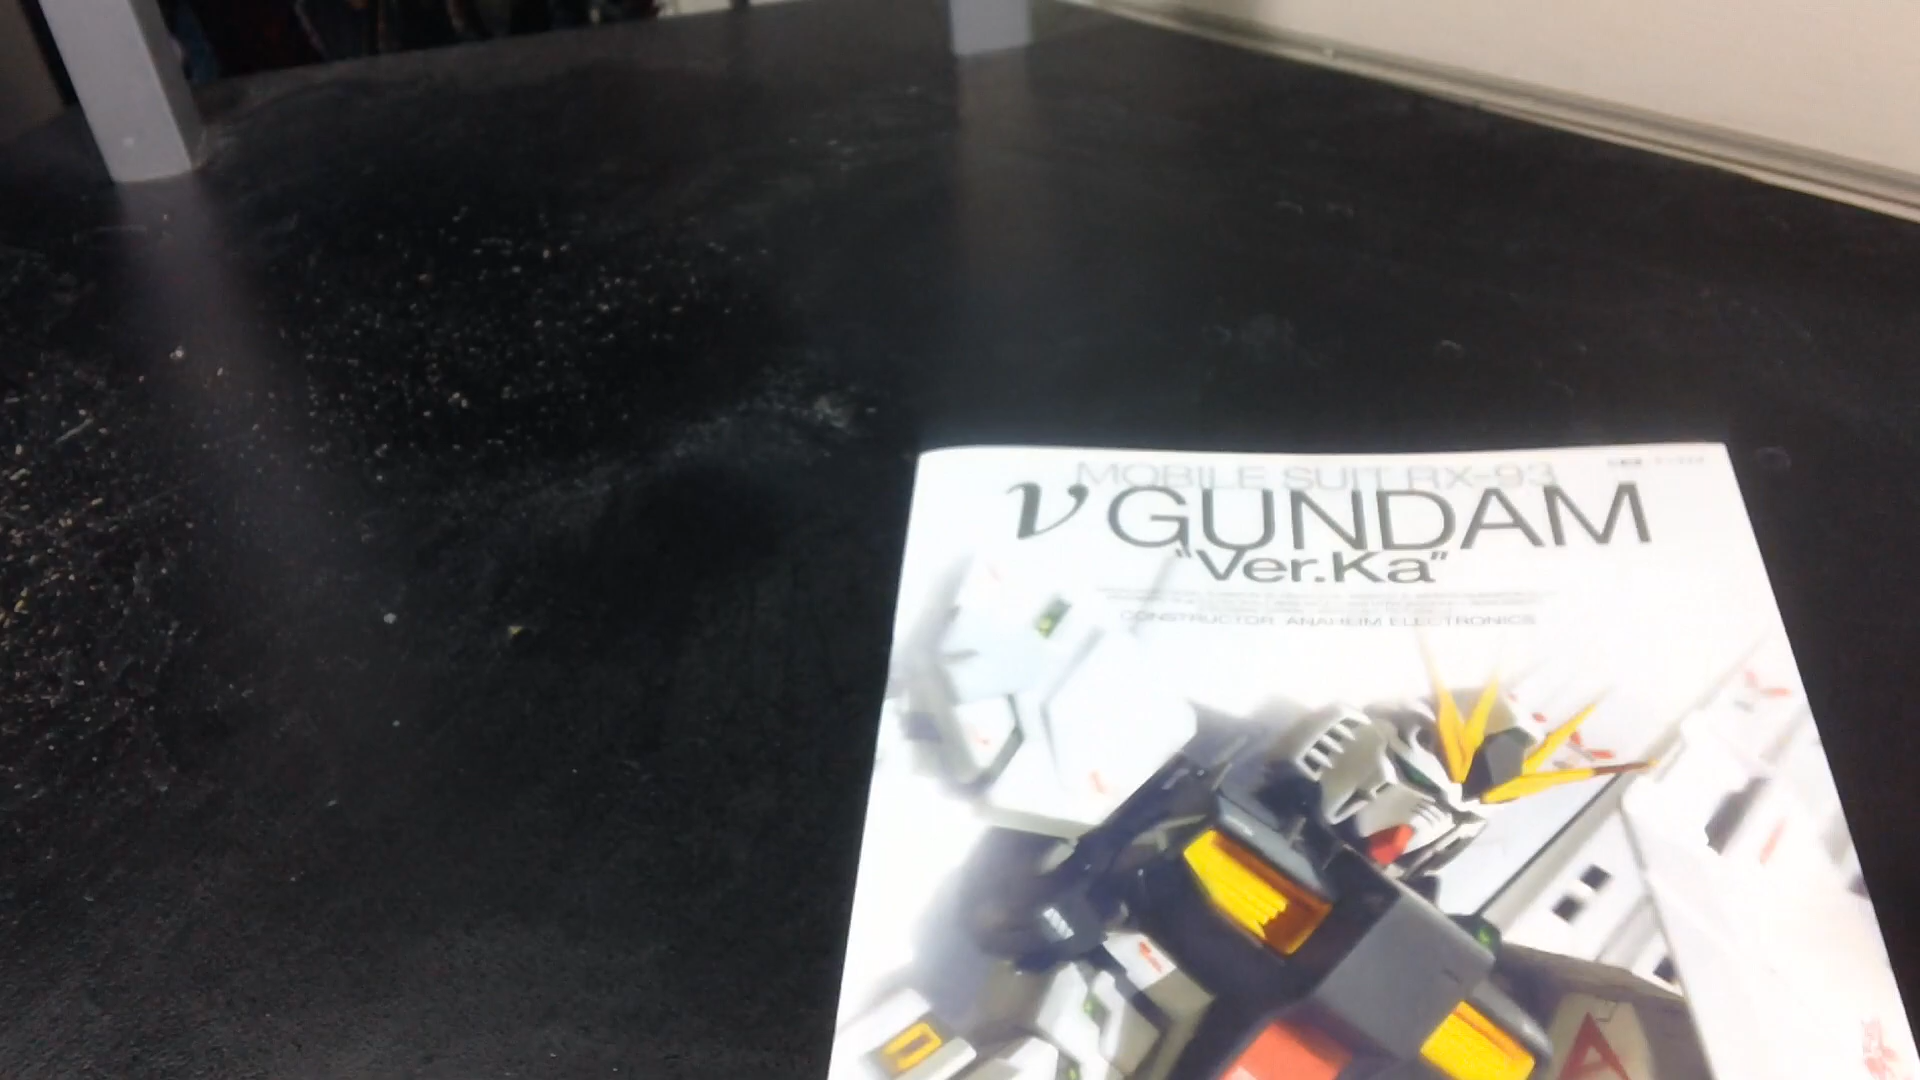 MOBILE SUIT RX-93
ν GUNDAM
"Ver.Ka"
CONSTRUCTOR ANAHEIM ELECTRONICS
A